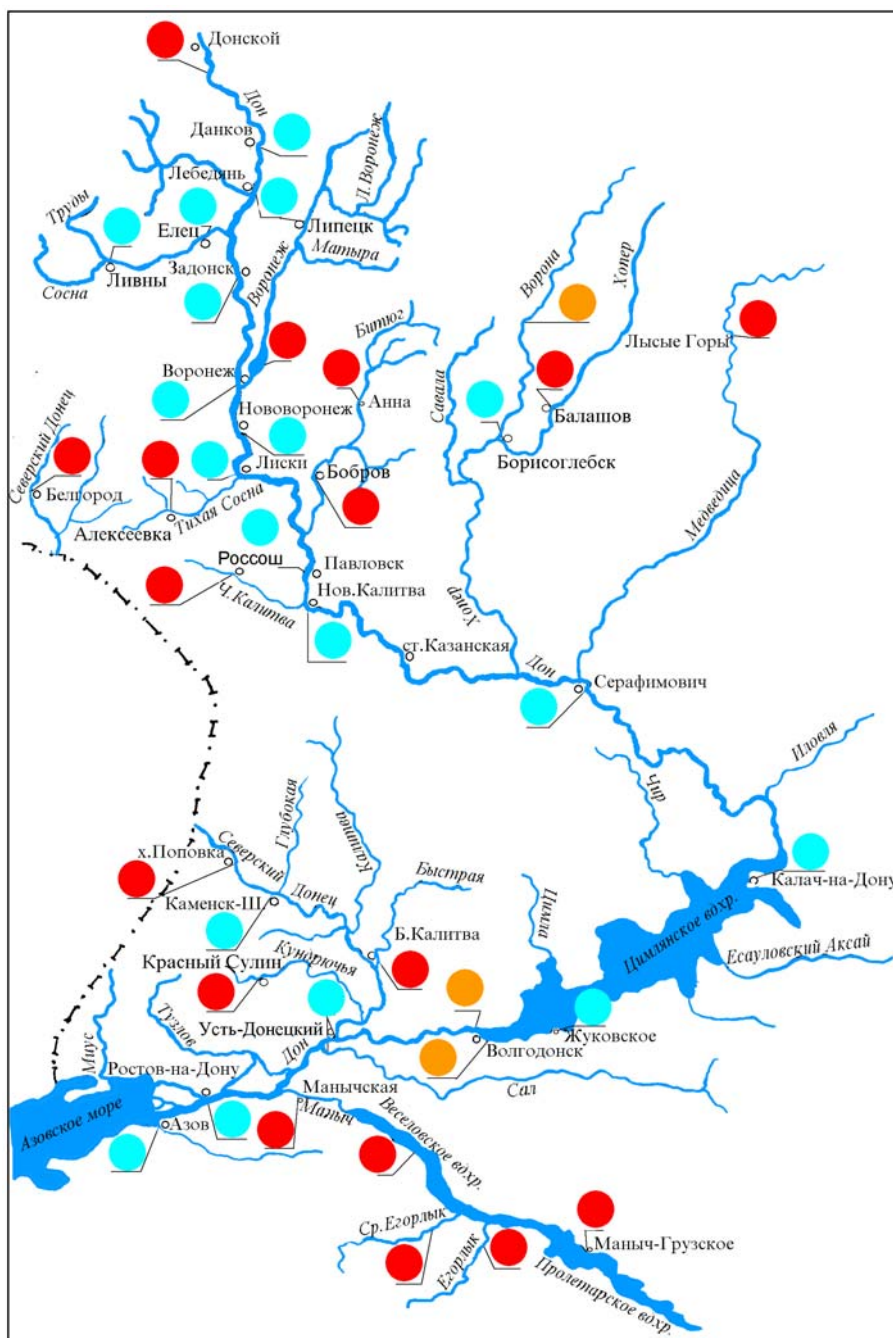 Донской
Дон
Данков
Лебедянь
Л.Воронеж
Труды
Липецк
Елец
Матыра
Воронеж
Задонск
Ливны
Сосна
Ворона
Хопер
Битюг
Лысые Горы
Воронеж
Анна
Савала
Балашов
Нововоронеж
Борисоглебск
Северский Донец
Лиски
Бобров
Белгород
Тихая Сосна
Медведица
Алексеевка
Россош
Павловск
Ч.Калитва
Нов.Калитва
Хопер
ст.Казанская
Дон
Серафимович
Иловля
Чир
Глубокая
Калитва
х.Поповка
Северский
Донец
Быстрая
Калач-на-Дону
Каменск-Ш.
Цимла
Цимлянское вдхр.
Б.Калитва
Есауловский Аксай
Кундрючья
Красный Сулин
Тузлов
Усть-Донецкий
Жуковское
Волгодонск
Дон
Миус
Ростов-на-Дону
Сал
Манычская
Азовское море
Азов
Маныч
Веселовское вдхр.
Ср.Егорлык
Маныч-Грузское
Егорлык
Пролетарское вдхр.